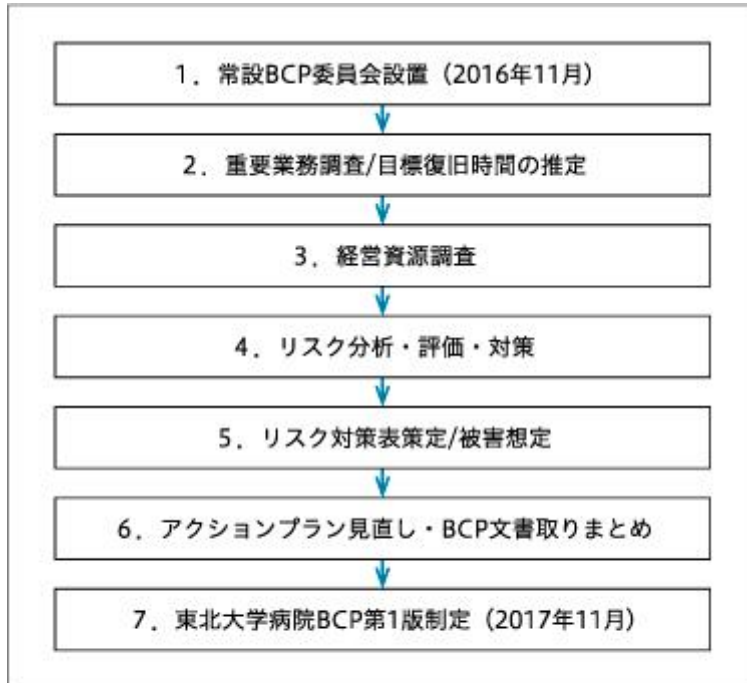 1．常設BCP委員会設置（2016年11月）
2．重要業務調査/目標復旧時間の推定
3．経営資源調査
4．リスク分析・評価・対策
5．リスク対策表策定/被害想定
6．アクションプラン見直し・BCP文書取りまとめ
7．東北大学病院BCP第1版制定（2017年11月）